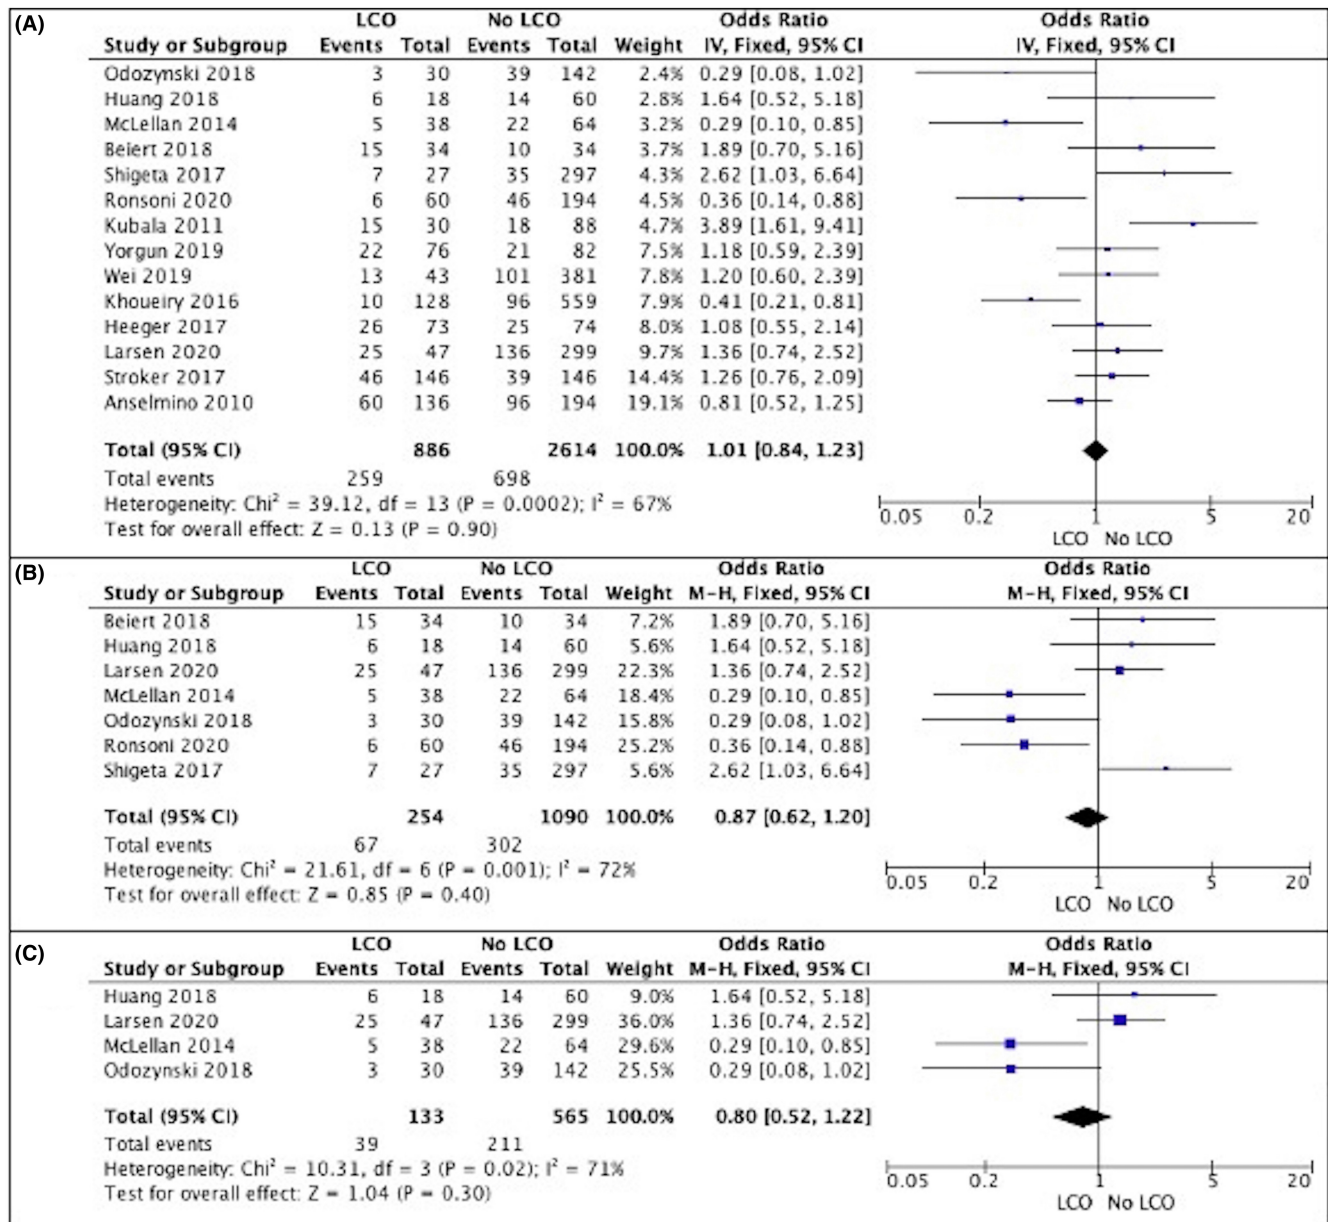 (A)
LCO No LCO Odds Ratio Odds Ratio
Study or Subgroup Events Total Events Total Weight IV, Fixed, 95% CI IV, Fixed, 95% CI
Odozynski 2018 3 30 39 142 2.4% 0.29 [0.08, 1.02]
Huang 2018 6 18 14 60 2.8% 1.64 [0.52, 5.18]
McLellan 2014 5 38 22 64 3.2% 0.29 [0.10, 0.85]
Beiert 2018 15 34 10 34 3.7% 1.89 [0.70, 5.16]
Shigeta 2017 7 27 35 297 4.3% 2.62 [1.03, 6.64]
Ronsoni 2020 6 60 46 194 4.5% 0.36 [0.14, 0.88]
Kubala 2011 15 30 18 88 4.7% 3.89 [1.61, 9.41]
Yorgun 2019 22 76 21 82 7.5% 1.18 [0.59, 2.39]
Wei 2019 13 43 101 381 7.8% 1.20 [0.60, 2.39]
Khoueiry 2016 10 128 96 559 7.9% 0.41 [0.21, 0.81]
Heeger 2017 26 73 25 74 8.0% 1.08 [0.55, 2.14]
Larsen 2020 25 47 136 299 9.7% 1.36 [0.74, 2.52]
Stroker 2017 46 146 39 146 14.4% 1.26 [0.76, 2.09]
Anselmino 2010 60 136 96 194 19.1% 0.81 [0.52, 1.25]
Total (95% CI) 886 2614 100.0% 1.01 [0.84, 1.23]
Total events 259 698
Heterogeneity: Chi² = 39.12, df = 13 (P = 0.0002); I² = 67%
Test for overall effect: Z = 0.13 (P = 0.90)
0.05 0.2 1 5 20
LCO No LCO
(B)
LCO No LCO Odds Ratio Odds Ratio
Study or Subgroup Events Total Events Total Weight M-H, Fixed, 95% CI M-H, Fixed, 95% CI
Beiert 2018 15 34 10 34 7.2% 1.89 [0.70, 5.16]
Huang 2018 6 18 14 60 5.6% 1.64 [0.52, 5.18]
Larsen 2020 25 47 136 299 22.3% 1.36 [0.74, 2.52]
McLellan 2014 5 38 22 64 18.4% 0.29 [0.10, 0.85]
Odozynski 2018 3 30 39 142 15.8% 0.29 [0.08, 1.02]
Ronsoni 2020 6 60 46 194 25.2% 0.36 [0.14, 0.88]
Shigeta 2017 7 27 35 297 5.6% 2.62 [1.03, 6.64]
Total (95% CI) 254 1090 100.0% 0.87 [0.62, 1.20]
Total events 67 302
Heterogeneity: Chi² = 21.61, df = 6 (P = 0.001); I² = 72%
Test for overall effect: Z = 0.85 (P = 0.40)
0.05 0.2 1 5 20
LCO No LCO
(C)
LCO No LCO Odds Ratio Odds Ratio
Study or Subgroup Events Total Events Total Weight M-H, Fixed, 95% CI M-H, Fixed, 95% CI
Huang 2018 6 18 14 60 9.0% 1.64 [0.52, 5.18]
Larsen 2020 25 47 136 299 36.0% 1.36 [0.74, 2.52]
McLellan 2014 5 38 22 64 29.6% 0.29 [0.10, 0.85]
Odozynski 2018 3 30 39 142 25.5% 0.29 [0.08, 1.02]
Total (95% CI) 133 565 100.0% 0.80 [0.52, 1.22]
Total events 39 211
Heterogeneity: Chi² = 10.31, df = 3 (P = 0.02); I² = 71%
Test for overall effect: Z = 1.04 (P = 0.30)
0.05 0.2 1 5 20
LCO No LCO